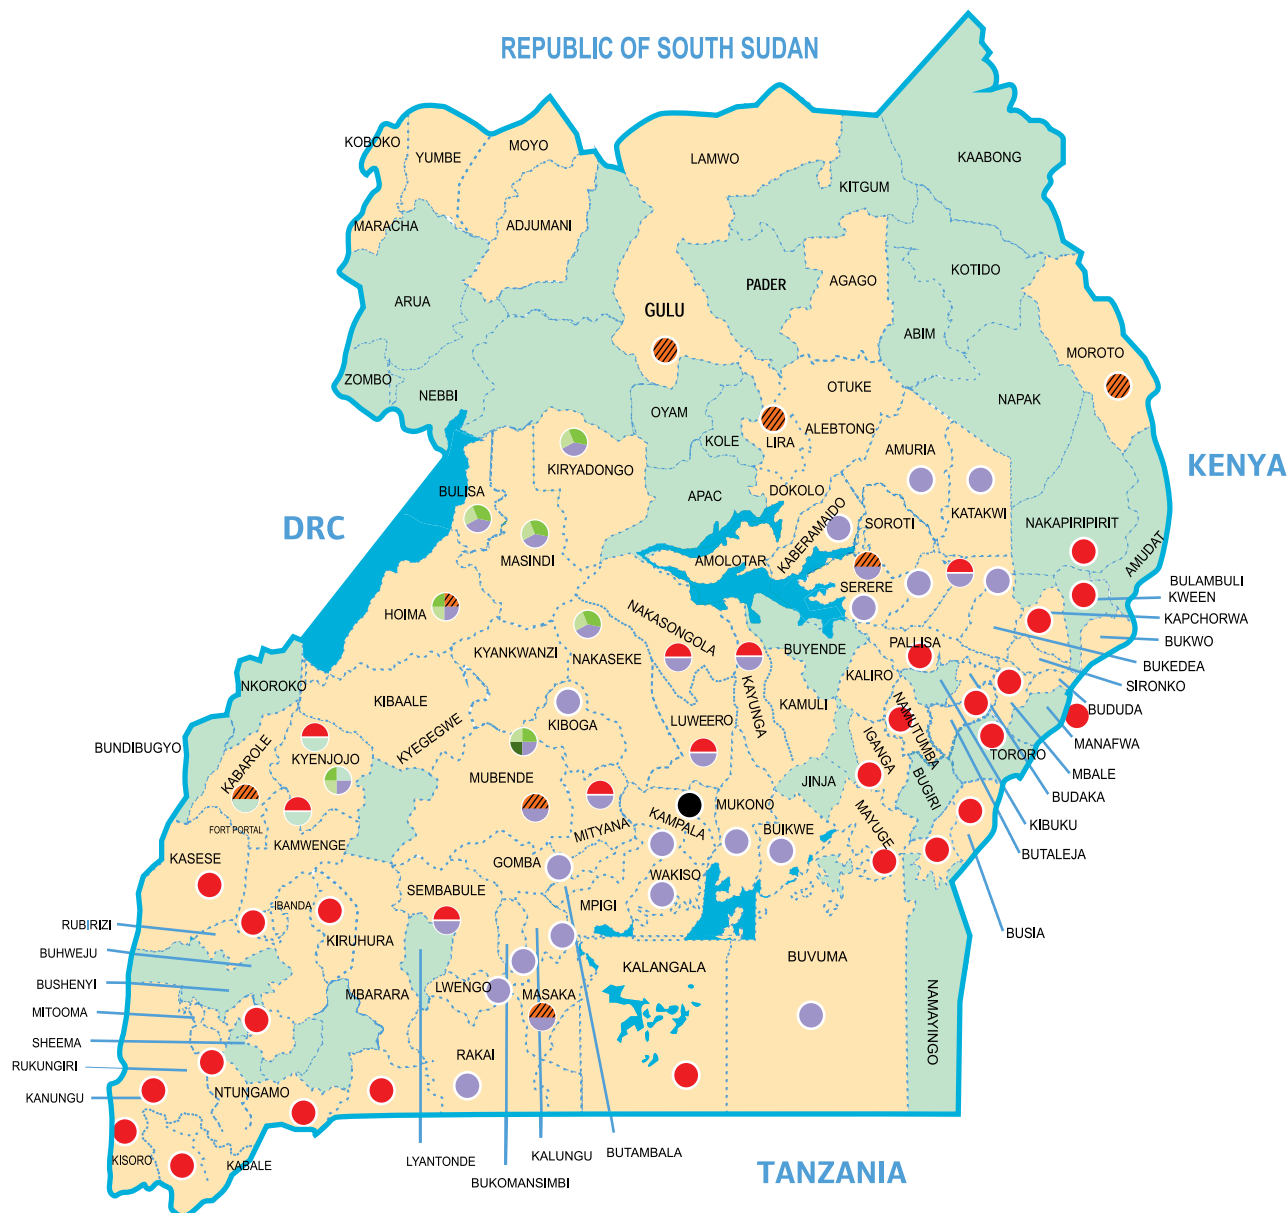 REPUBLIC OF SOUTH SUDAN
KOBOKO
YUMBE
MOYO
LAMWO
KAABONG
KITGUM
MARACHA
ADJUMANI
KOTIDO
PADER
AGAGO
ARUA
GULU
ABIM
MOROTO
ZOMBO
NEBBI
OTUKE
NAPAK
OYAM
KOLE
LIRA
ALEBTONG
AMURIA
KIRYADONGO
KENYA
BULISA
APAC
DOKOLO
KABERAMAIDO
SOROTI
KATAKWI
NAKAPIRIPIRIT
DRC
MASINDI
AMOLOTAR
SERERE
AMUDAT
BULAMBULI
KWEEN
KAPCHORWA
BUKWO
BUKEDEA
SIRONKO
BUDUDA
MANAFWA
MBALE
BUDAKA
KIBUKU
BUTALEJA
BUSIA
HOIMA
NAKASONGOLA
KYANKWANZI
NAKASEKE
BUYENDE
PALLISA
NKOROKO
KIBAALE
KALIRO
KAYUNGA
KAMULI
KIBOGA
LUWEERO
NAMUTUMBA
IGANGA
BUNDIBUGYO
KABAROLE
KYENJOJO
KYEGEGWE
TORORO
MUBENDE
JINJA
BUGIRI
FORT PORTAL
KAMWENGE
MITYANA
KAMPALA
MUKONO
BUIKWE
MAYUGE
KASESE
GOMBA
WAKISO
SEMBABULE
MPIGI
IBANDA
KIRUHURA
RUBIRIZI
BUHWEJU
BUSHENYI
MITOOMA
SHEEMA
RUKUNGIRI
KANUNGU
MBARARA
LWENGO
MASAKA
KALANGALA
BUVUMA
NAMAYINGO
RAKAI
NTUNGAMO
KISORO
KABALE
LYANTONDE
BUKOMANSIMBI
KALUNGU
BUTAMBALA
TANZANIA